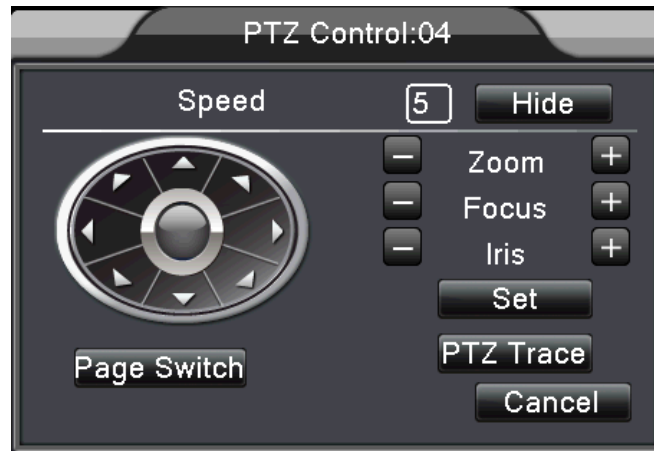 PTZ Control:04
Speed 5 Hide
− Zoom +
− Focus +
− Iris +
Set
PTZ Trace
Page Switch
Cancel